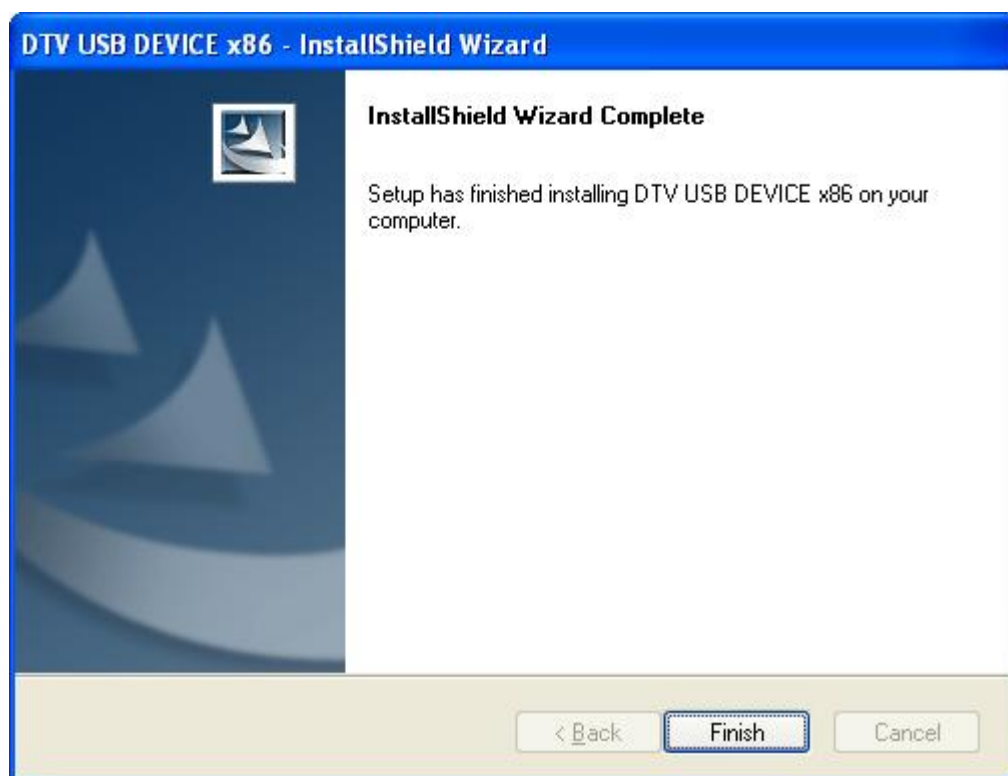 DTV USB DEVICE x86 - InstallShield Wizard
InstallShield Wizard Complete
Setup has finished installing DTV USB DEVICE x86 on your
computer.
< Back
Finish
Cancel